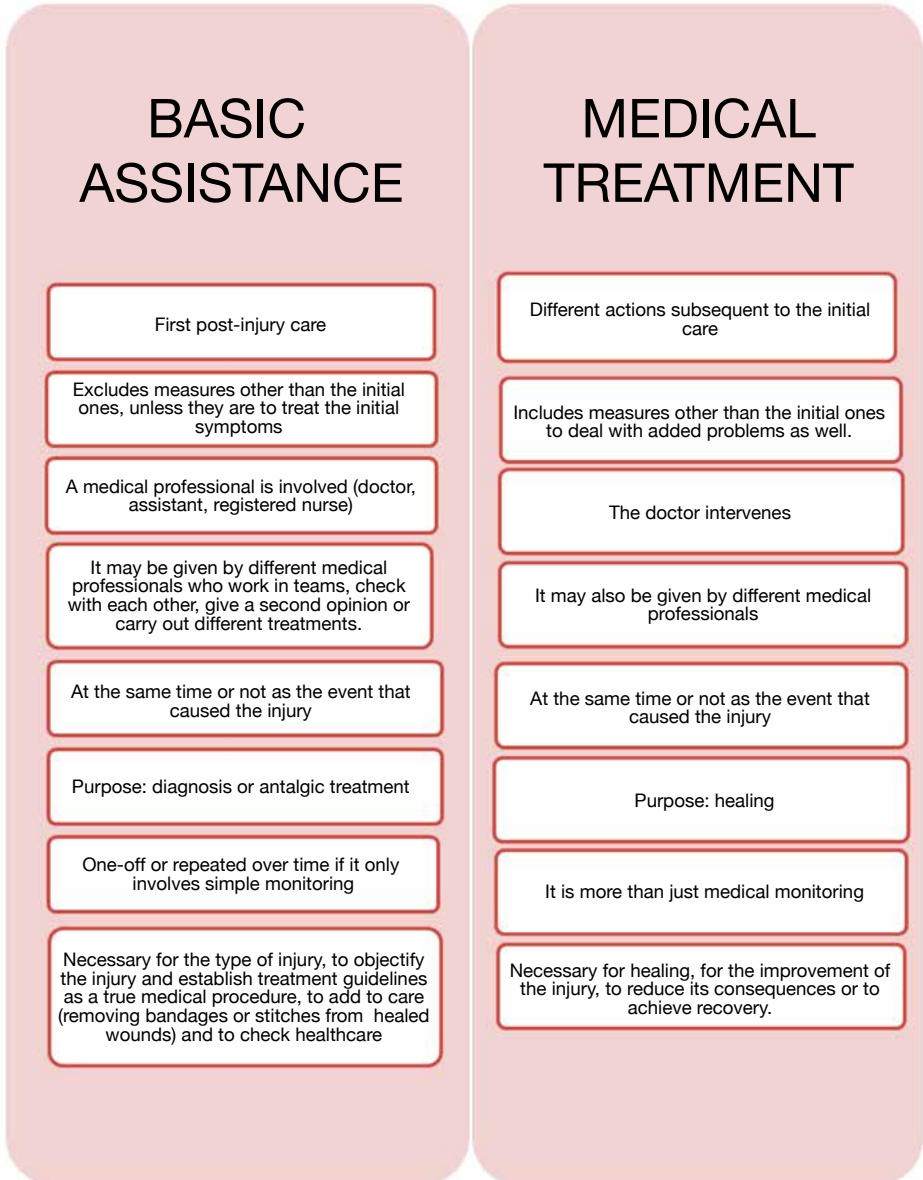 BASIC
ASSISTANCE
First post-injury care
Excludes measures other than the initial
ones, unless they are to treat the initial
symptoms
A medical professional is involved (doctor,
assistant, registered nurse)
It may be given by different medical
professionals who work in teams, check
with each other, give a second opinion or
carry out different treatments.
At the same time or not as the event that
caused the injury
Purpose: diagnosis or antalgic treatment
One-off or repeated over time if it only
involves simple monitoring
Necessary for the type of injury, to objectify
the injury and establish treatment guidelines
as a true medical procedure, to add to care
(removing bandages or stitches from healed
wounds) and to check healthcare
MEDICAL
TREATMENT
Different actions subsequent to the initial
care
Includes measures other than the initial ones
to deal with added problems as well.
The doctor intervenes
It may also be given by different medical
professionals
At the same time or not as the event that
caused the injury
Purpose: healing
It is more than just medical monitoring
Necessary for healing, for the improvement of
the injury, to reduce its consequences or to
achieve recovery.